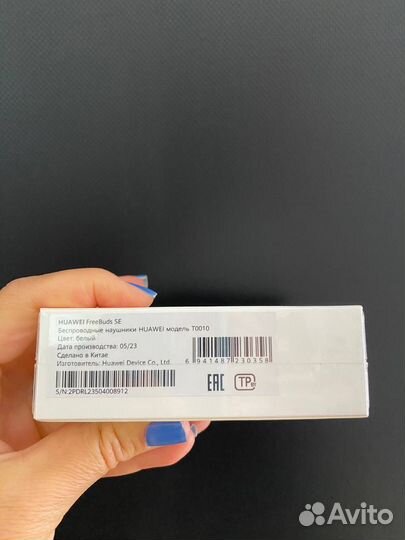 HUAWEI FreeBuds SE
Беспроводные наушники HUAWEI модель T0010
Цвет: белый
Дата производства: 05/23
Сделано в Китае
Изготовитель: Huawei Device Co., Ltd.
6 941487 230358
S/N:2PDRL23504008912
EAC
TP
Avito